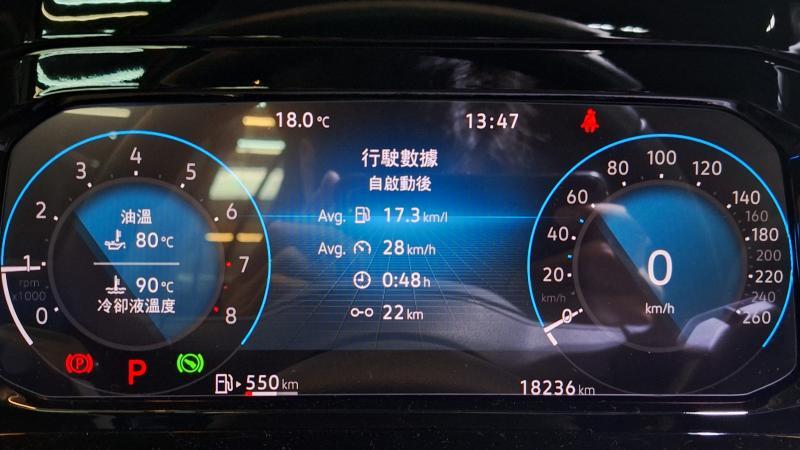 18.0°C
13:47
行駛數據
自啟動後
Avg. 17.3 km/l
Avg. 28 km/h
0:48 h
22 km
0
1
2
3
4
5
6
7
8
rpm
x1000
油溫
80°C
90°C
冷卻液溫度
0
20
40
60
80
100
120
140
160
180
200
220
240
260
km/h
0
km/h
P
P
550 km
18236 km